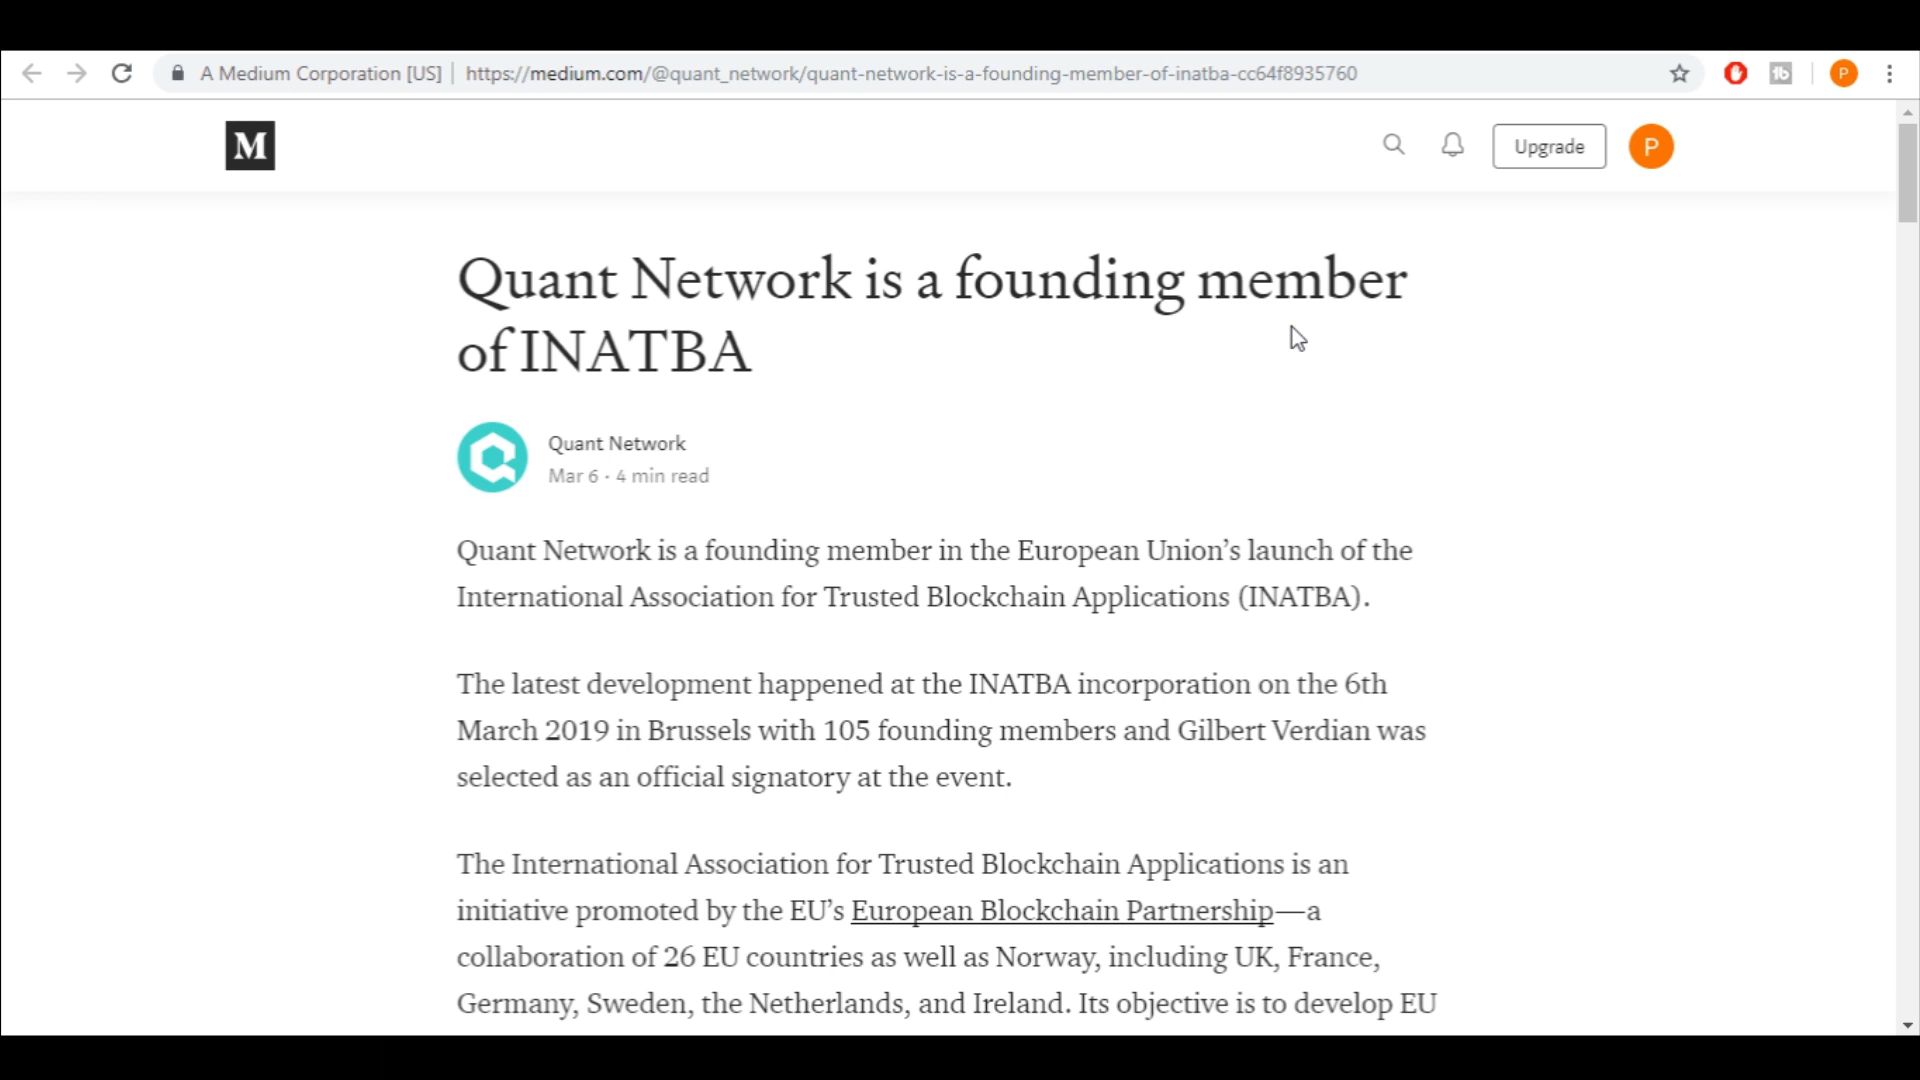 A Medium Corporation [US] | https://medium.com/@quant_network/quant-network-is-a-founding-member-of-inatba-cc64f8935760
P
M
Upgrade
P
Quant Network is a founding member
of INATBA
Quant Network
Mar 6 · 4 min read
Quant Network is a founding member in the European Union’s launch of the
International Association for Trusted Blockchain Applications (INATBA).
The latest development happened at the INATBA incorporation on the 6th
March 2019 in Brussels with 105 founding members and Gilbert Verdian was
selected as an official signatory at the event.
The International Association for Trusted Blockchain Applications is an
initiative promoted by the EU’s European Blockchain Partnership—a
collaboration of 26 EU countries as well as Norway, including UK, France,
Germany, Sweden, the Netherlands, and Ireland. Its objective is to develop EU